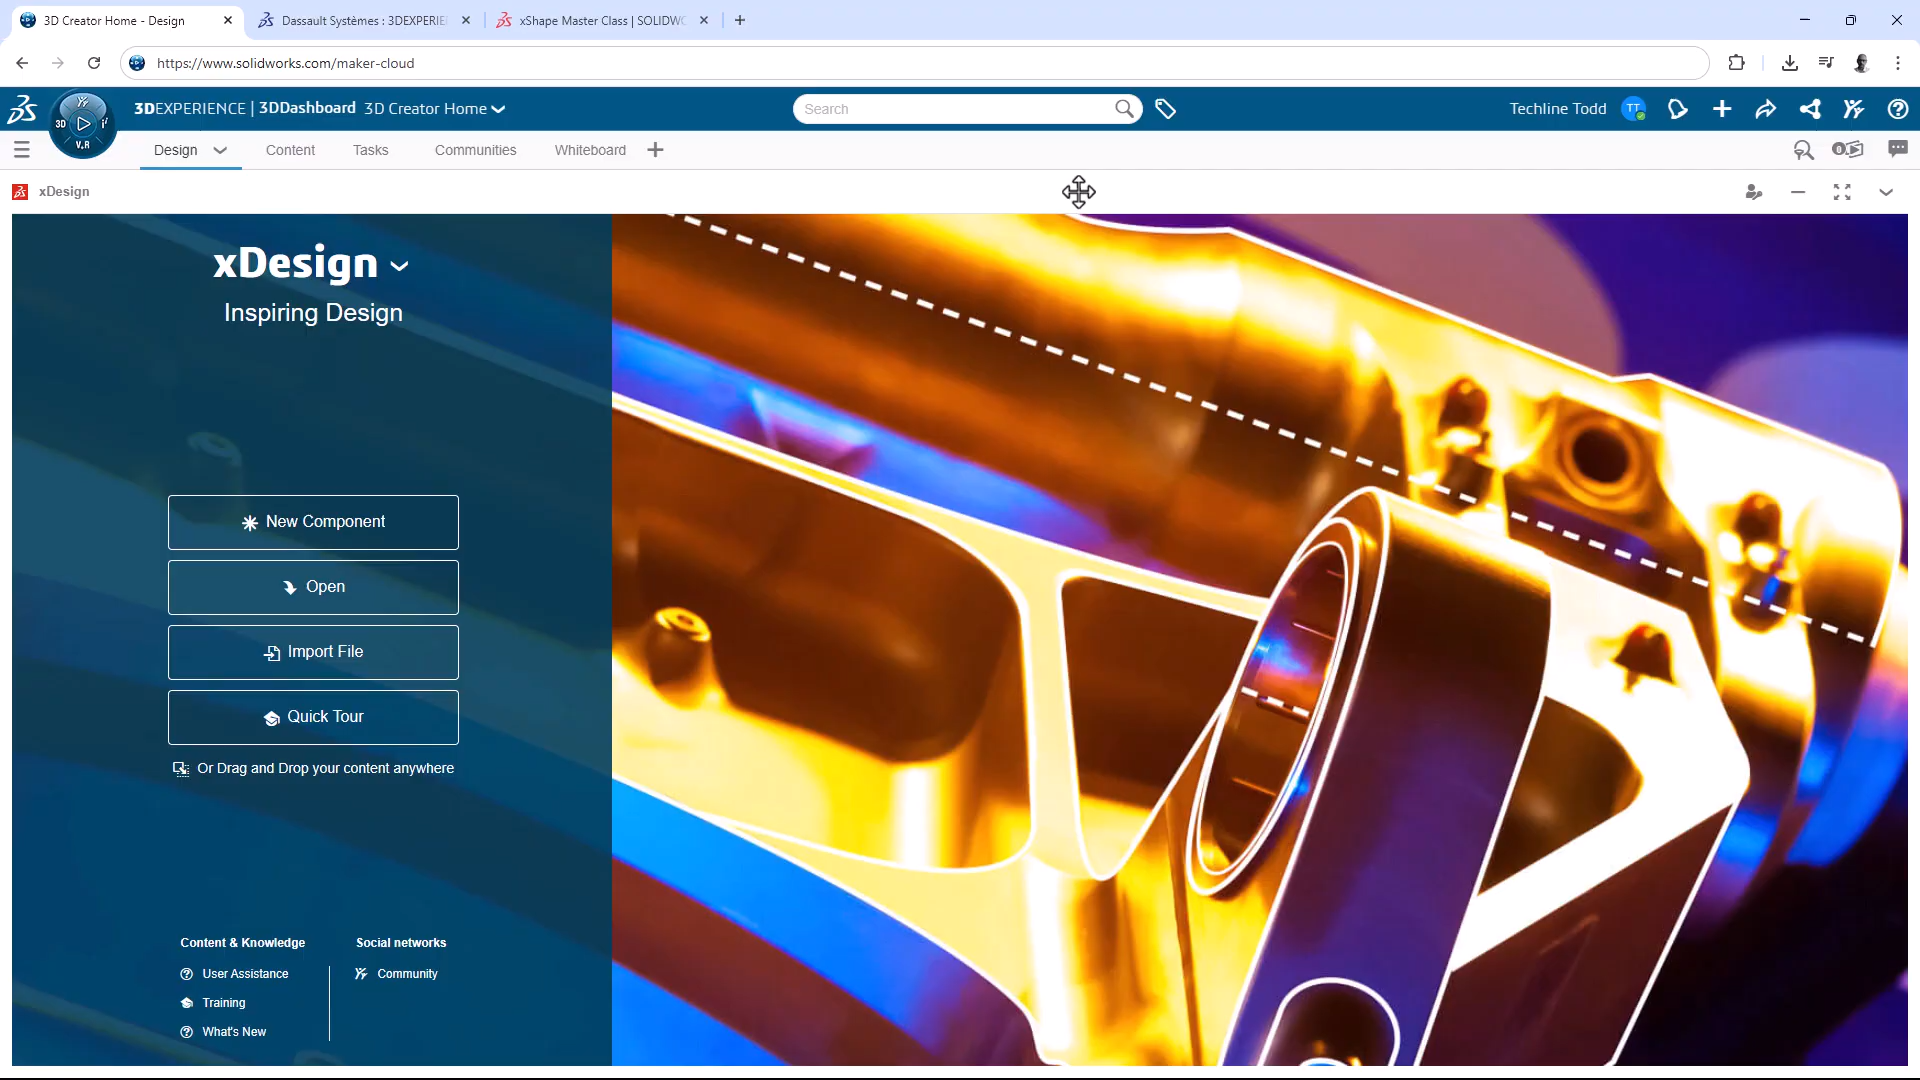 3D Creator Home - Design
Dassault Systèmes : 3DEXPERIE
xShape Master Class | SOLIDWO
https://www.solidworks.com/maker-cloud
3D
V.R
3DEXPERIENCE | 3DDashboard 3D Creator Home
Search
Techline Todd
TT
Design
Content
Tasks
Communities
Whiteboard
0
xDesign
xDesign
Inspiring Design
New Component
Open
Import File
Quick Tour
Or Drag and Drop your content anywhere
Content & Knowledge
Social networks
User Assistance
Community
Training
What's New